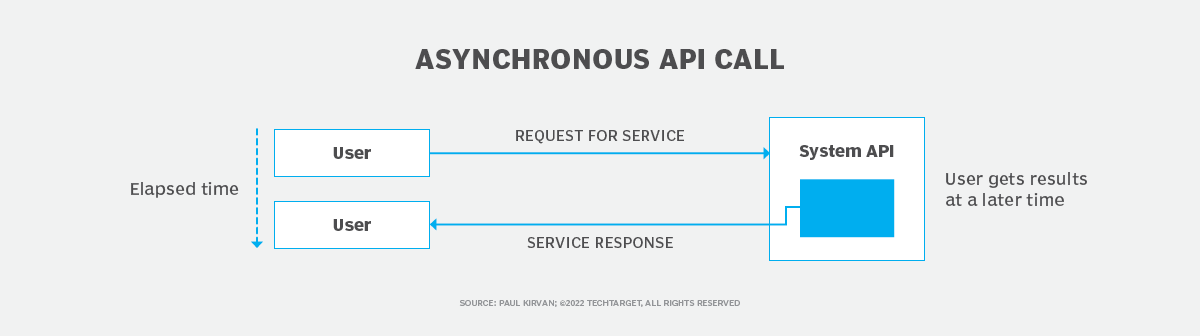 ASYNCHRONOUS API CALL
REQUEST FOR SERVICE
User
System API
Elapsed time
User gets results
at a later time
User
SERVICE RESPONSE
SOURCE: PAUL KIRVAN; ©2022 TECHTARGET, ALL RIGHTS RESERVED